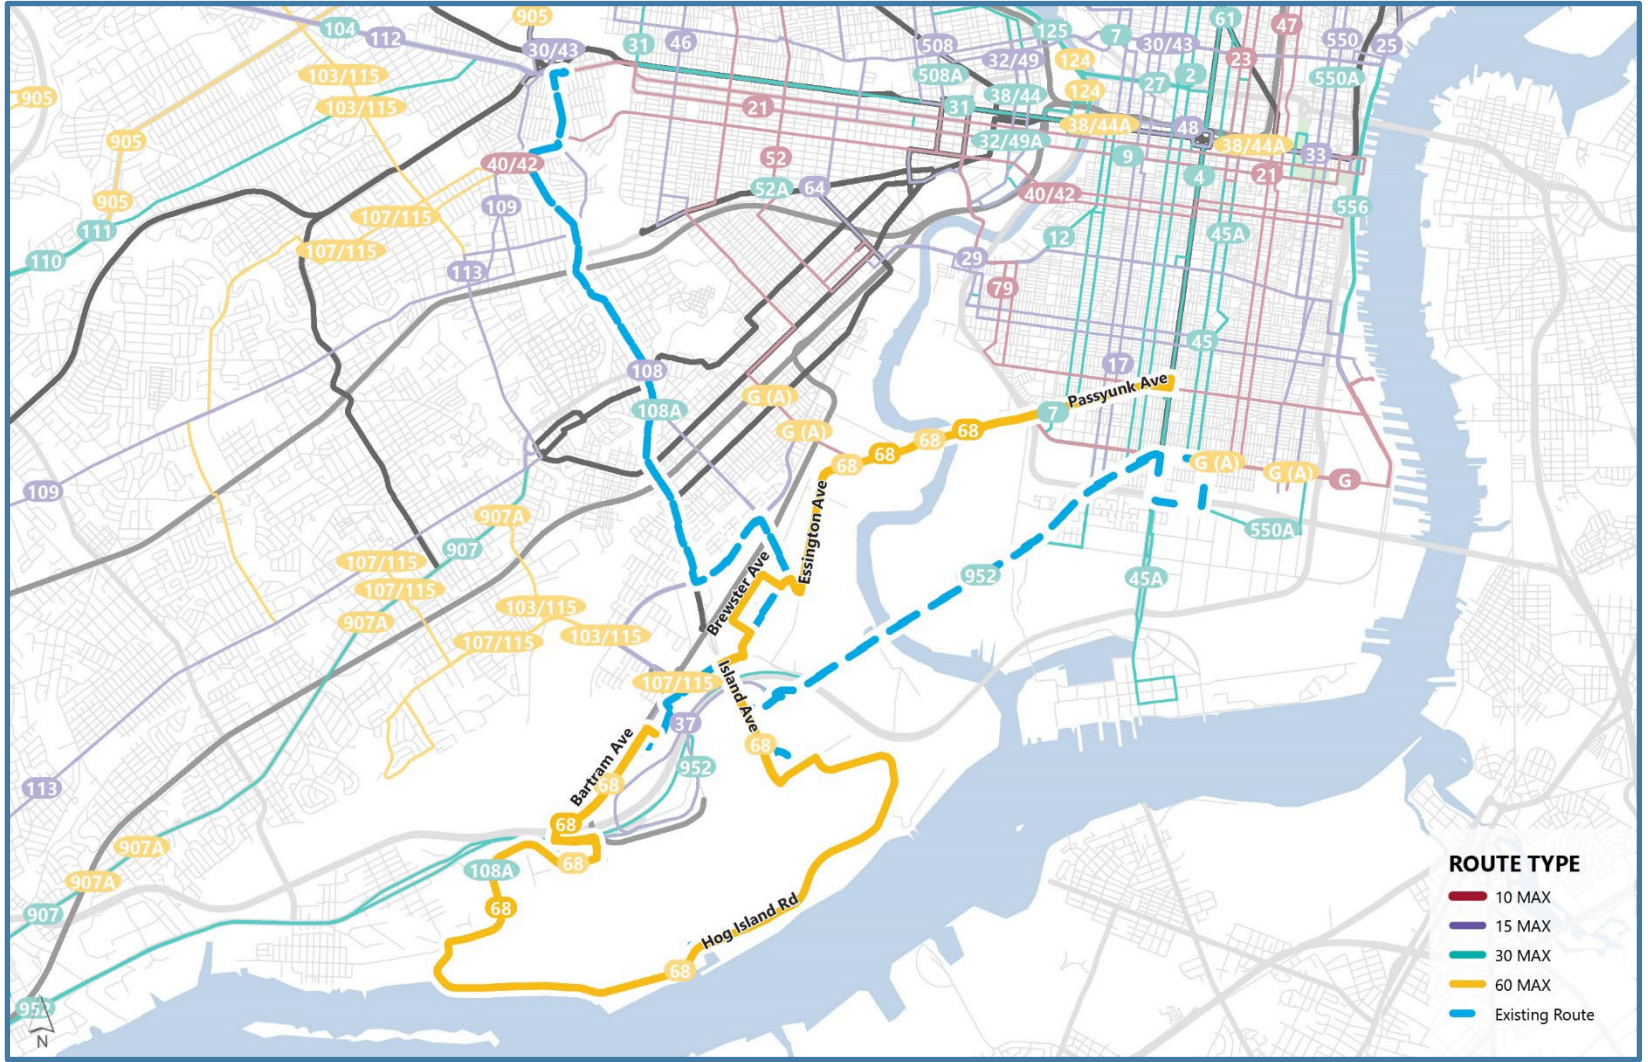 905
104
112
30/43
31
46
508
125
7
30/43
61
47
550
25
103/115
32/49
124
2
23
508A
27
550A
905
103/115
38/44
124
21
31
38/44A
48
905
40/42
32/49A
9
38/44A
33
52
52A
64
4
21
905
109
40/42
107/115
556
111
45A
107/115
12
110
113
29
79
45
17
108
Passyunk Ave
G (A)
108A
7
G (A)
68
68
68
68
G (A)
G (A)
G
109
Essington Ave
907A
550A
907
107/115
Brewster Ave
952
45A
107/115
103/115
907A
103/115
107/115
Island Ave
107/115
37
Bartram Ave
68
952
68
113
68
907A
68
108A
907A
68
907
Hog Island Rd
68
952
N
ROUTE TYPE
10 MAX
15 MAX
30 MAX
60 MAX
Existing Route